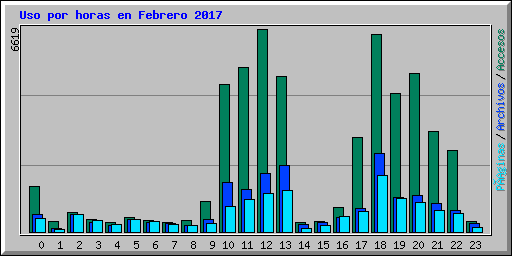 Uso por horas en Febrero 2017
6619
Páginas / Archivos / Accesos
0 1 2 3 4 5 6 7 8 9 10 11 12 13 14 15 16 17 18 19 20 21 22 23